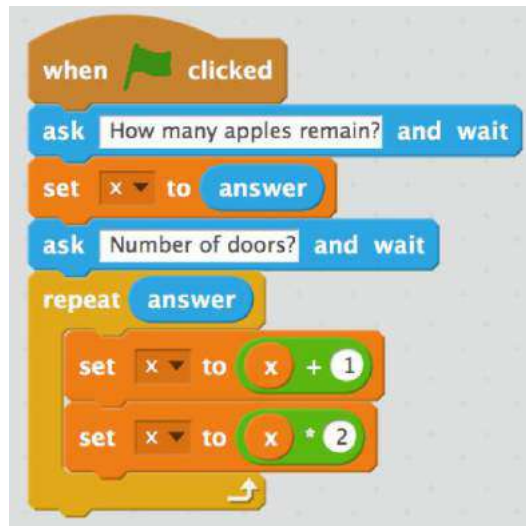 when clicked
ask How many apples remain? and wait
set x to answer
ask Number of doors? and wait
repeat answer
set x to x + 1
set x to x * 2